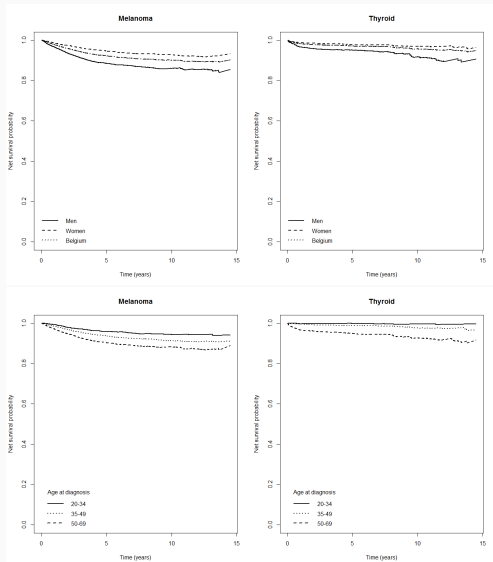 Melanoma
Net survival probability
1.0
0.8
0.6
0.4
0.2
0.0
Men
Women
Belgium
0
5
10
15
Time (years)
Thyroid
Net survival probability
1.0
0.8
0.6
0.4
0.2
0.0
Men
Women
Belgium
0
5
10
15
Time (years)
Melanoma
Net survival probability
1.0
0.8
0.6
0.4
0.2
0.0
Age at diagnosis
20-34
35-49
50-69
0
5
10
15
Time (years)
Thyroid
Net survival probability
1.0
0.8
0.6
0.4
0.2
0.0
Age at diagnosis
20-34
35-49
50-69
0
5
10
15
Time (years)